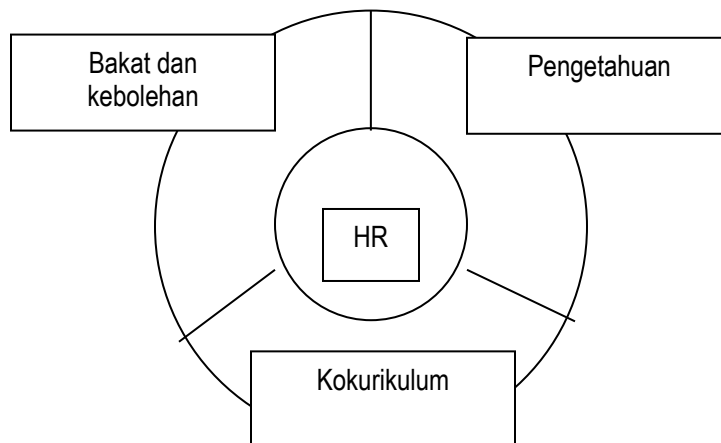 Bakat dan
kebolehan
Pengetahuan
HR
Kokurikulum